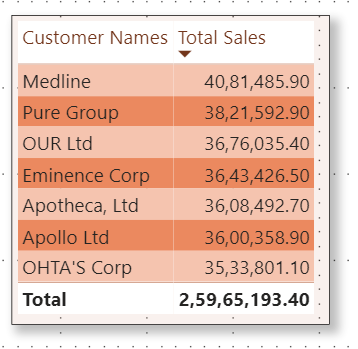 Customer Names Total Sales
Medline 40,81,485.90
Pure Group 38,21,592.90
OUR Ltd 36,76,035.40
Eminence Corp 36,43,426.50
Apotheca, Ltd 36,08,492.70
Apollo Ltd 36,00,358.90
OHTA'S Corp 35,33,801.10
Total 2,59,65,193.40